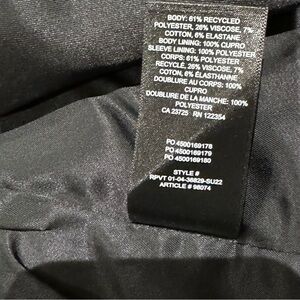 BODY: 61% RECYCLED
POLYESTER, 26% VISCOSE, 7%
COTTON, 6% ELASTANE
BODY LINING: 100% CUPRO
SLEEVE LINING: 100% POLYESTER
CORPS: 61% POLYESTER
RECYCLÉ, 26% VISCOSE, 7%
COTON, 6% ÉLASTHANNE
DOUBLURE AU CORPS: 100%
CUPRO
DOUBLURE DE LA MANCHE: 100%
POLYESTER
CA 23725 RN 122354
PO 4500169178
PO 4500169179
PO 4500169180
STYLE #
RPVT 01-04-38829-SU22
ARTICLE # 98074